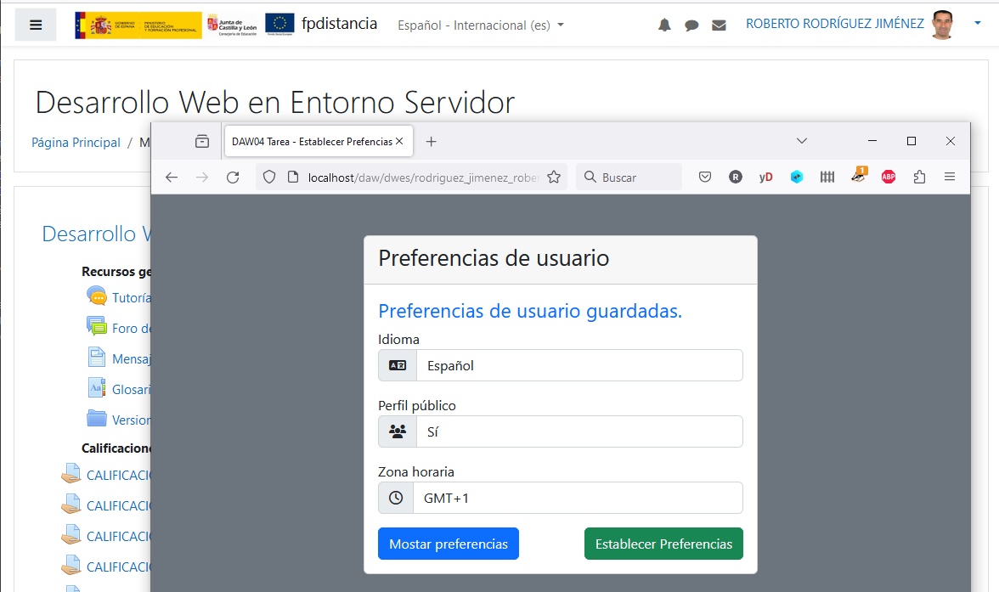 GOBIERNO DE ESPAÑA
MINISTERIO DE EDUCACIÓN Y FORMACIÓN PROFESIONAL
Junta de Castilla y León
Consejería de Educación
fpdistancia
Español - Internacional (es)
ROBERTO RODRÍGUEZ JIMÉNEZ
Desarrollo Web en Entorno Servidor
Página Principal / M
DAW04 Tarea - Establecer Prefencias
localhost/daw/dwes/rodriguez_jimenez_rober
Buscar
R
yD
1
ABP
Desarrollo W
Recursos ge
Tutoría
Foro de
Mensaj
Glosari
Version
Calificacione
CALIFICACI
CALIFICACI
CALIFICACI
CALIFICACI
Preferencias de usuario
Preferencias de usuario guardadas.
Idioma
Español
Perfil público
Sí
Zona horaria
GMT+1
Mostar preferencias
Establecer Preferencias